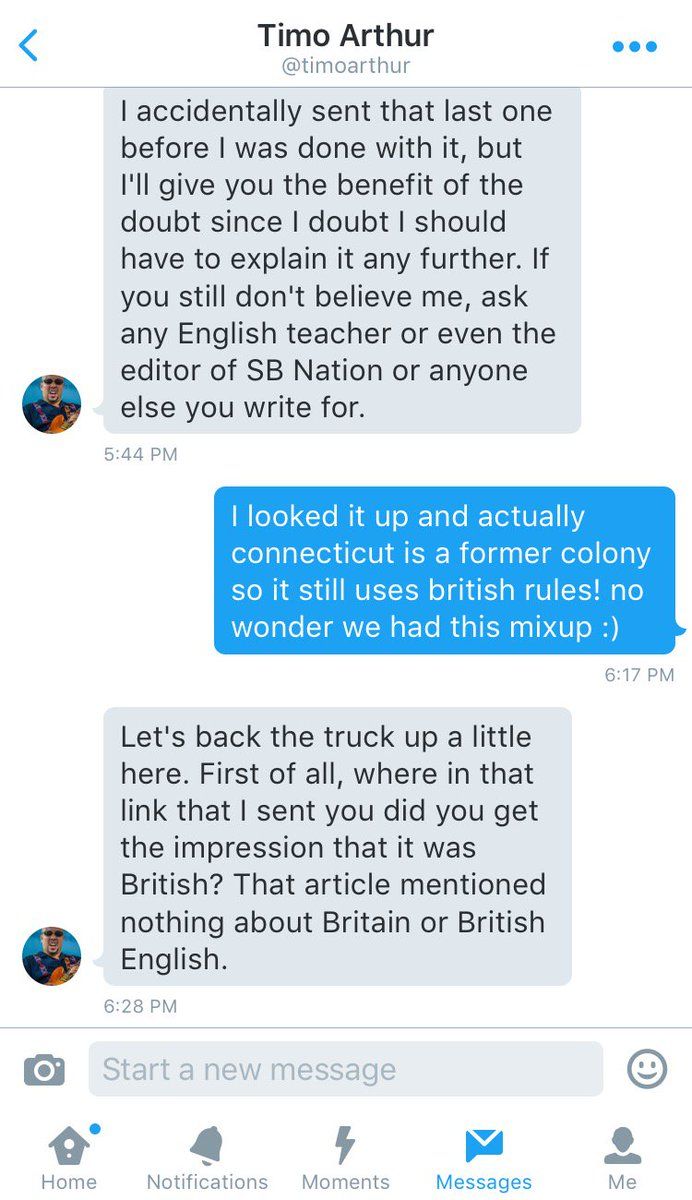 Timo Arthur
@timoarthur
I accidentally sent that last one
before I was done with it, but
I'll give you the benefit of the
doubt since I doubt I should
have to explain it any further. If
you still don't believe me, ask
any English teacher or even the
editor of SB Nation or anyone
else you write for.
5:44 PM
I looked it up and actually
connecticut is a former colony
so it still uses british rules! no
wonder we had this mixup :)
6:17 PM
Let's back the truck up a little
here. First of all, where in that
link that I sent you did you get
the impression that it was
British? That article mentioned
nothing about Britain or British
English.
6:28 PM
Start a new message
Home Notifications Moments Messages Me